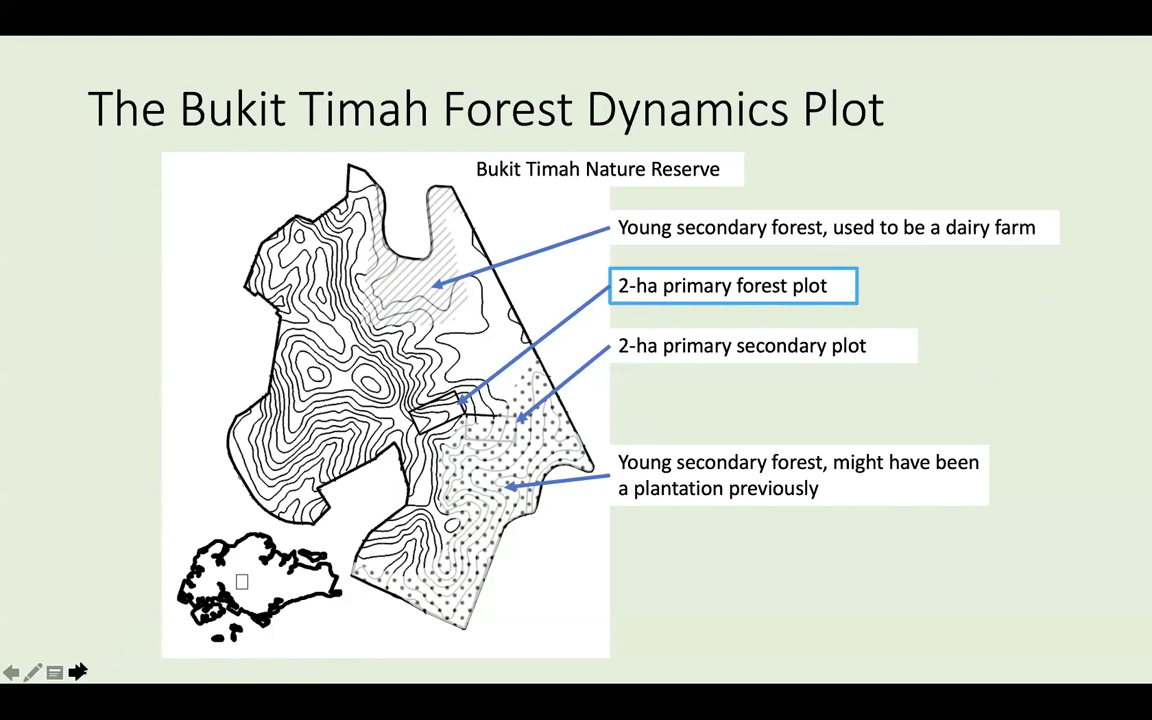 The Bukit Timah Forest Dynamics Plot
Bukit Timah Nature Reserve
Young secondary forest, used to be a dairy farm
2-ha primary forest plot
2-ha primary secondary plot
Young secondary forest, might have been
a plantation previously